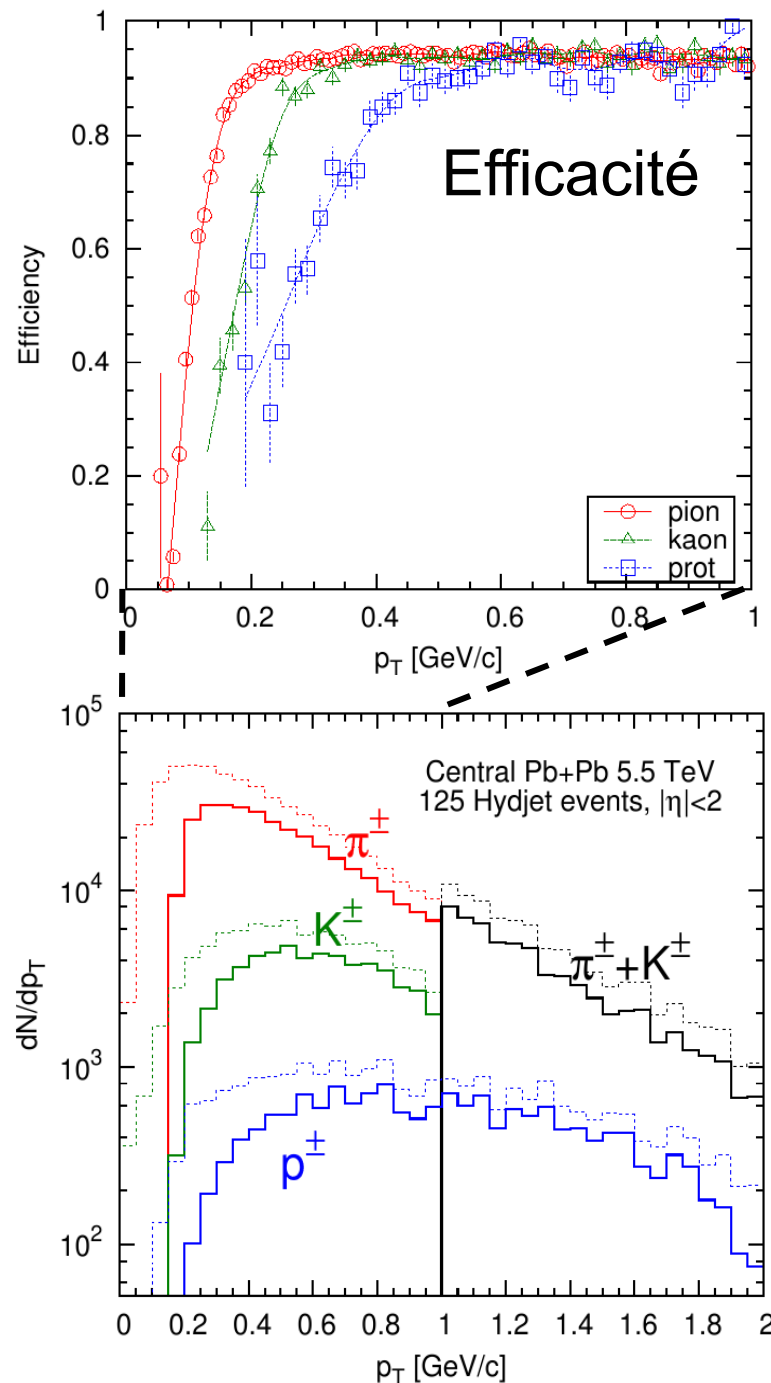 1
0.8
0.6
0.4
0.2
0
Efficiency
Efficacité
pion
kaon
prot
0 0.2 0.4 0.6 0.8 1
p_T [GeV/c]
10^5
10^4
10^3
10^2
dN/dp_T
Central Pb+Pb 5.5 TeV
125 Hydjet events, |η|<2
π^±
K^±
π^±+K^±
p^±
0 0.2 0.4 0.6 0.8 1 1.2 1.4 1.6 1.8 2
p_T [GeV/c]